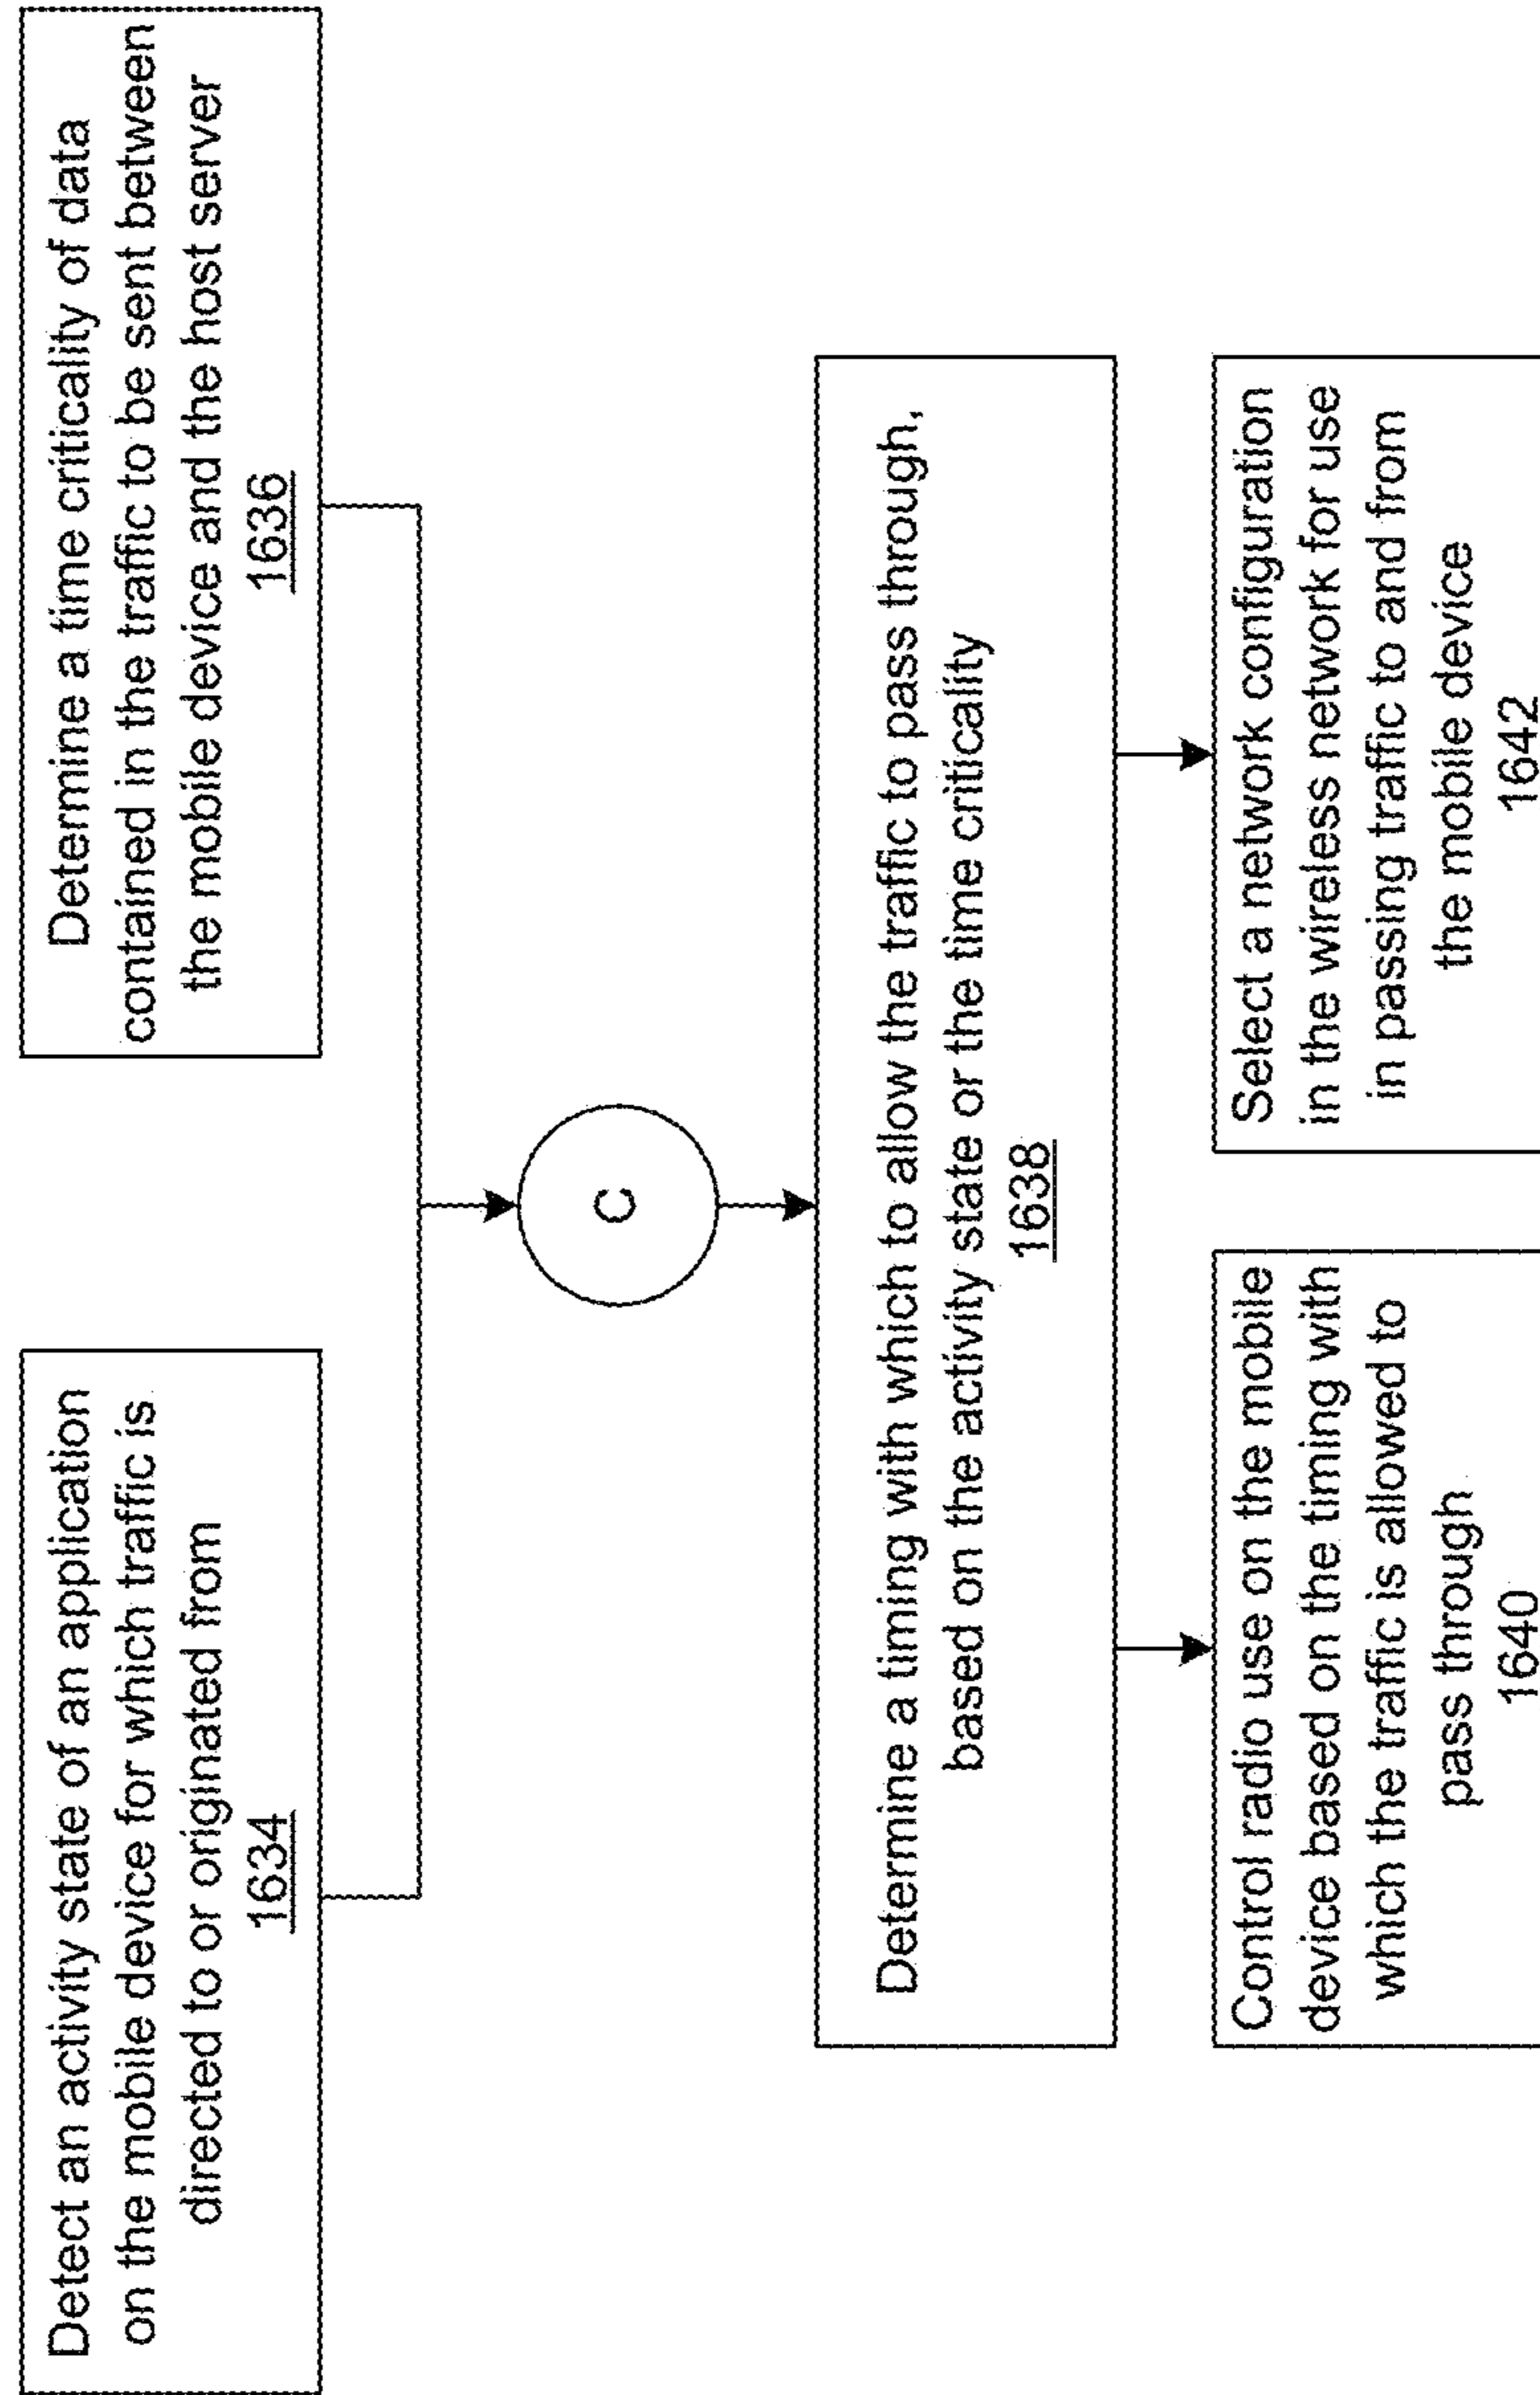 Detect an activity state of an application
on the mobile device for which traffic is
directed to or originated from
1634
Determine a time criticality of data
contained in the traffic to be sent between
the mobile device and the host server
1636
C
Determine a timing with which to allow the traffic to pass through,
based on the activity state or the time criticality
1638
Control radio use on the mobile
device based on the timing with
which the traffic is allowed to
pass through
1640
Select a network configuration
in the wireless network for use
in passing traffic to and from
the mobile device
1642